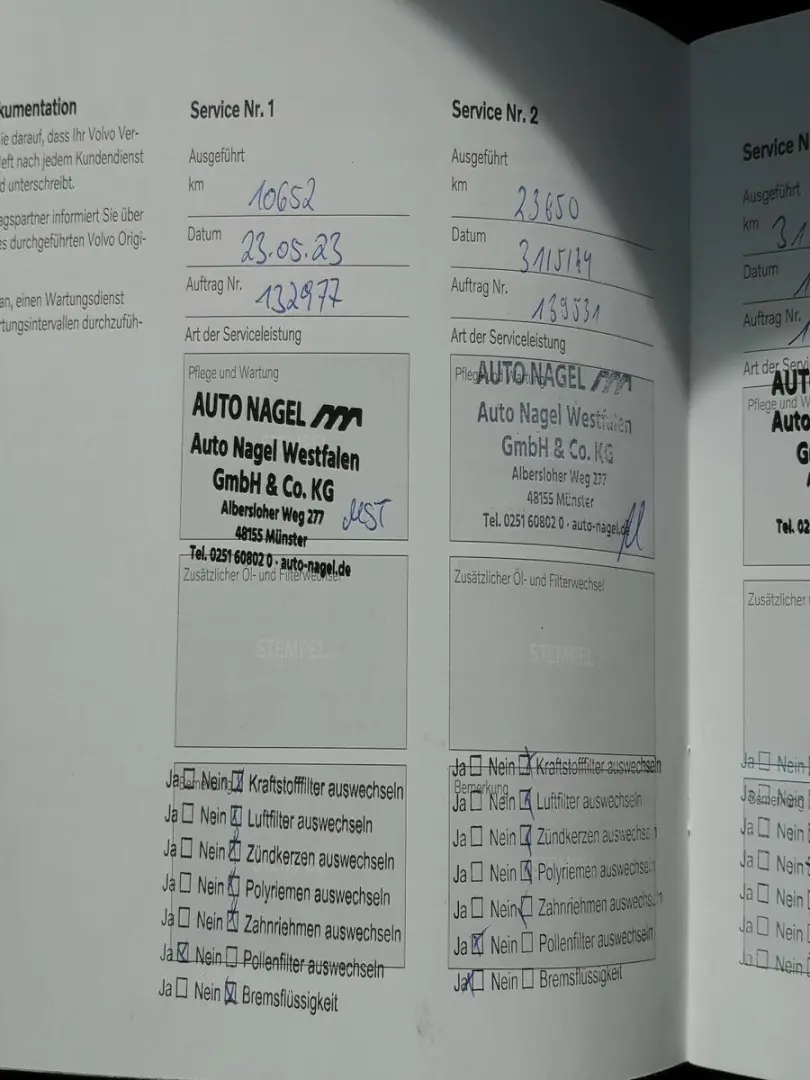 kumentation
ie darauf, dass Ihr Volvo Ver-
eft nach jedem Kundendienst
d unterschreibt.
agspartner informiert Sie über
es durchgeführten Volvo Origi-
an, einen Wartungsdienst
tungsintervallen durchzufüh-
Service Nr. 1
Ausgeführt
km 10652
Datum 23.05.23
Auftrag Nr. 132977
Art der Serviceleistung
Pflege und Wartung
AUTO NAGEL
Auto Nagel Westfalen
GmbH & Co. KG
Albersloher Weg 277
48155 Münster
Tel. 0251 60802 0 · auto-nagel.de
Zusätzlicher Öl- und Filterwechsel
STEMPEL
Bemerkung
Ja Nein Kraftstofffilter auswechseln
Ja Nein Luftfilter auswechseln
Ja Nein Zündkerzen auswechseln
Ja Nein Polyriemen auswechseln
Ja Nein Zahnriehmen auswechseln
Ja Nein Pollenfilter auswechseln
Ja Nein Bremsflüssigkeit
Service Nr. 2
Ausgeführt
km
Datum
Auftrag Nr. 139531
Art der Serviceleistung
Pflege und Wartung
AUTO NAGEL
Auto Nagel Westfalen
GmbH & Co. KG
Albersloher Weg 277
48155 Münster
Tel. 0251 60802 0 · auto-nagel.de
Zusätzlicher Öl- und Filterwechsel
STEMPEL
Ja Nein Kraftstofffilter auswechseln
Bemerkung
Ja Nein Luftfilter auswechseln
Ja Nein Zündkerzen auswechseln
Ja Nein Polyriemen auswechseln
Ja Nein Zahnriehmen auswechseln
Ja Nein Pollenfilter auswechseln
Ja Nein Bremsflüssigkeit
Service N
Ausgeführt
km 31
Datum
Auftrag Nr.
Art der Servi
Pflege und W
AUT
Auto
G
Tel. 02
Zusätzlicher
Ja Nein
Ja Nein
Bemerkung
Ja Nein
Ja Nein
Ja Nein
Ja Nein
Ja Nein